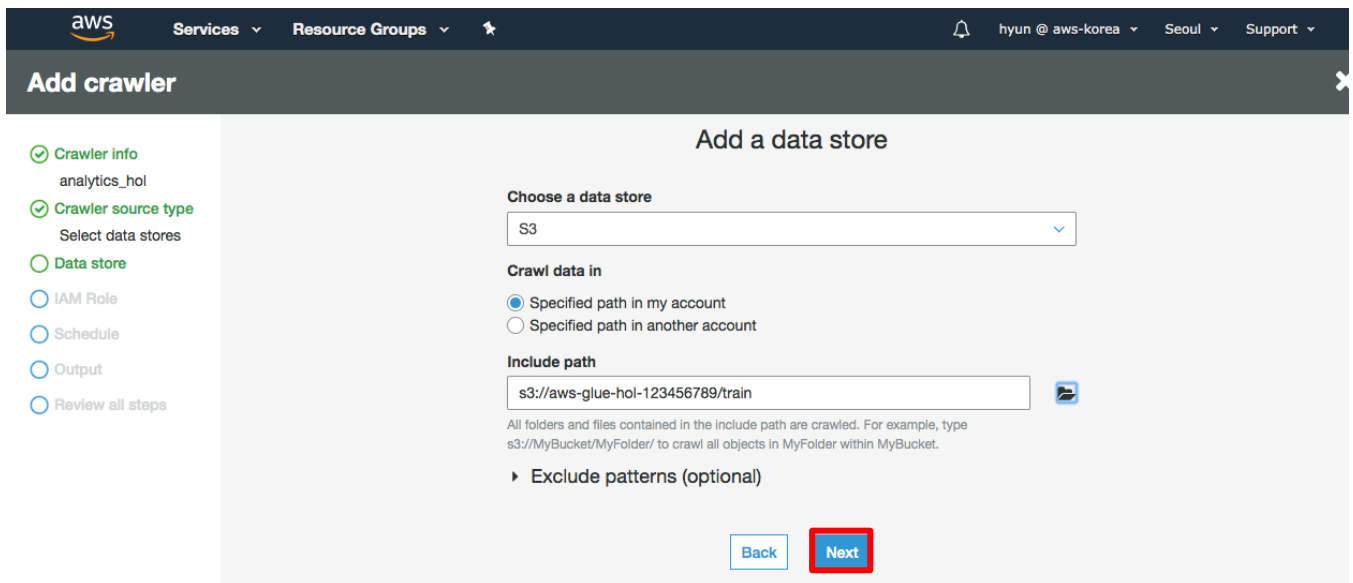 aws
Services
Resource Groups
hyun @ aws-korea
Seoul
Support
Add crawler
Crawler info
analytics_hol
Crawler source type
Select data stores
Data store
IAM Role
Schedule
Output
Review all steps
Add a data store
Choose a data store
S3
Crawl data in
Specified path in my account
Specified path in another account
Include path
s3://aws-glue-hol-123456789/train
All folders and files contained in the include path are crawled. For example, type
s3://MyBucket/MyFolder/ to crawl all objects in MyFolder within MyBucket.
Exclude patterns (optional)
Back
Next